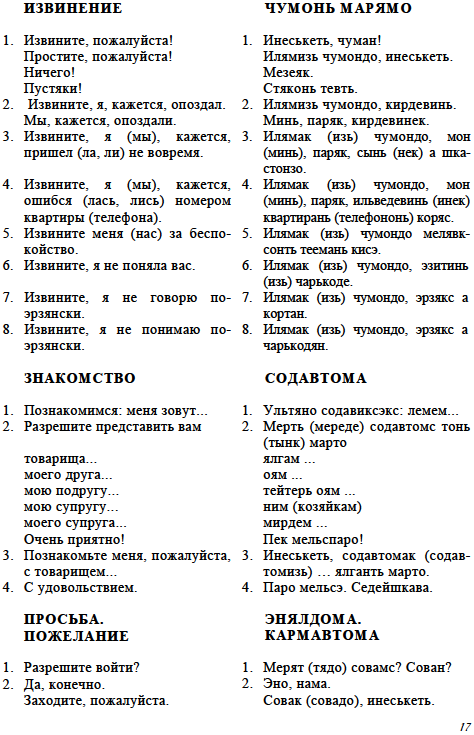 ИЗВИНЕНИЕ
1. Извините, пожалуйста!
Простите, пожалуйста!
Ничего!
Пустяки!
2. Извините, я, кажется, опоздал.
Мы, кажется, опоздали.
3. Извините, я (мы), кажется,
пришел (ла, ли) не вовремя.
4. Извините, я (мы), кажется,
ошибся (лась, лись) номером
квартиры (телефона).
5. Извините меня (нас) за беспо-
койство.
6. Извините, я не поняла вас.
7. Извините, я не говорю по-
эрзянски.
8. Извините, я не понимаю по-
эрзянски.
ЗНАКОМСТВО
1. Познакомимся: меня зовут...
2. Разрешите представить вам
товарища...
моего друга...
мою подругу...
мою супругу...
моего супруга...
Очень приятно!
3. Познакомьте меня, пожалуйста,
с товарищем...
4. С удовольствием.
ПРОСЬБА.
ПОЖЕЛАНИЕ
1. Разрешите войти?
2. Да, конечно.
Заходите, пожалуйста.
ЧУМОНЬ МАРЯМО
1. Инеськеть, чуман!
Илямизь чумондо, инеськеть.
Мезеяк.
Стяконь тевть.
2. Илямизь чумондо, кирдевинь.
Минь, паряк, кирдевинек.
3. Илямак (изь) чумондо, мон
(минь), паряк, сынь (нек) а шка-
стонзо.
4. Илямак (изь) чумондо, мон
(минь), паряк, ильведевинь (инек)
квартирань (телефононь) коряс.
5. Илямак (изь) чумондо мелявк-
сонть теемань кисэ.
6. Илямак (изь) чумондо, эзитинь
(изь) чарькоде.
7. Илямак (изь) чумондо, эрзякс а
кортан.
8. Илямак (изь) чумондо, эрзякс а
чарькодян.
СОДАВТОМА
1. Ультяно содавиксэкс: лемем...
2. Мерть (мереде) содавтомс тонь
(тынк) марто
ялгам ...
оям ...
тейтерь оям ...
ним (козяйкам)
мирдем ...
Пек мельспаро!
3. Инеськеть, содавтомак (содав-
томизь) ... ялганть марто.
4. Паро мельсэ. Седейшкава.
ЭНЯЛДОМА.
КАРМАВТОМА
1. Мерят (тядо) совамс? Сован?
2. Эно, нама.
Совак (совадо), инеськеть.
17